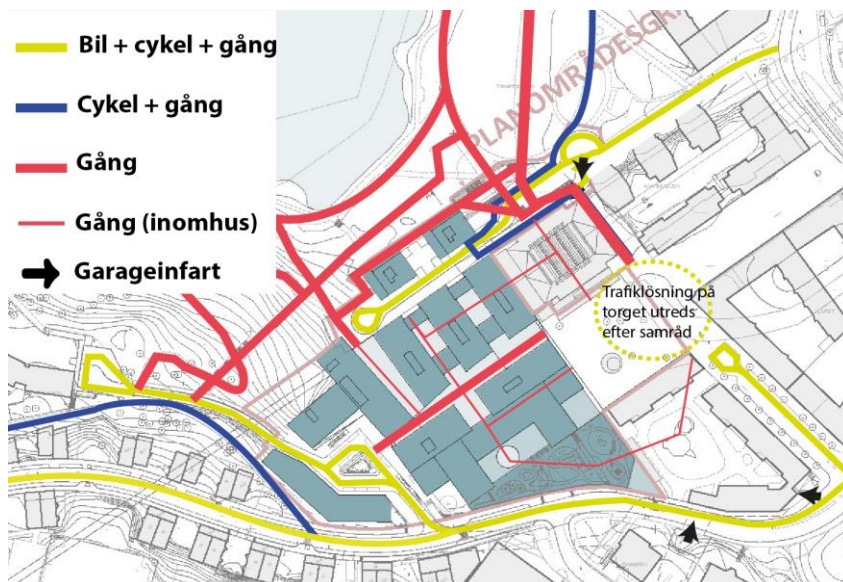 Bil + cykel + gång
Cykel + gång
Gång
Gång (inomhus)
Garageinfart
PLANOMRÅDESGR
Trafiklösning på
torget utreds
efter samråd